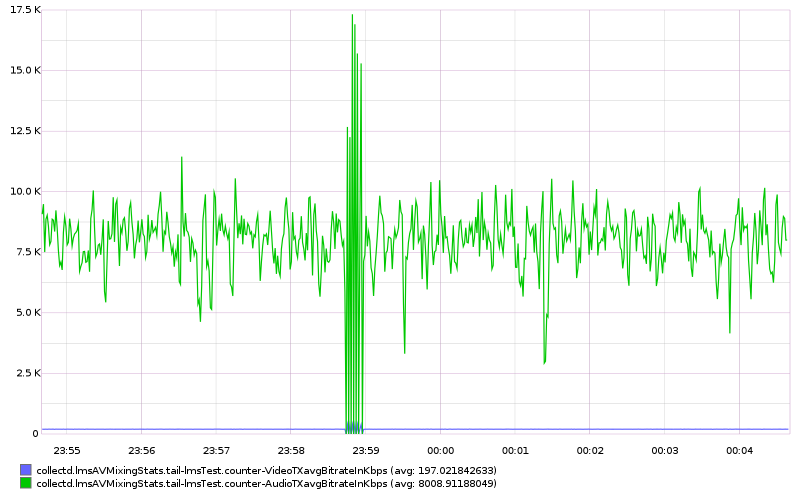 17.5 K
15.0 K
12.5 K
10.0 K
7.5 K
5.0 K
2.5 K
0
23:55 23:56 23:57 23:58 23:59 00:00 00:01 00:02 00:03 00:04
collectd.lmsAVMixingStats.tail-lmsTest.counter-VideoTXavgBitrateInKbps (avg: 197.021842633)
collectd.lmsAVMixingStats.tail-lmsTest.counter-AudioTXavgBitrateInKbps (avg: 8008.91188049)